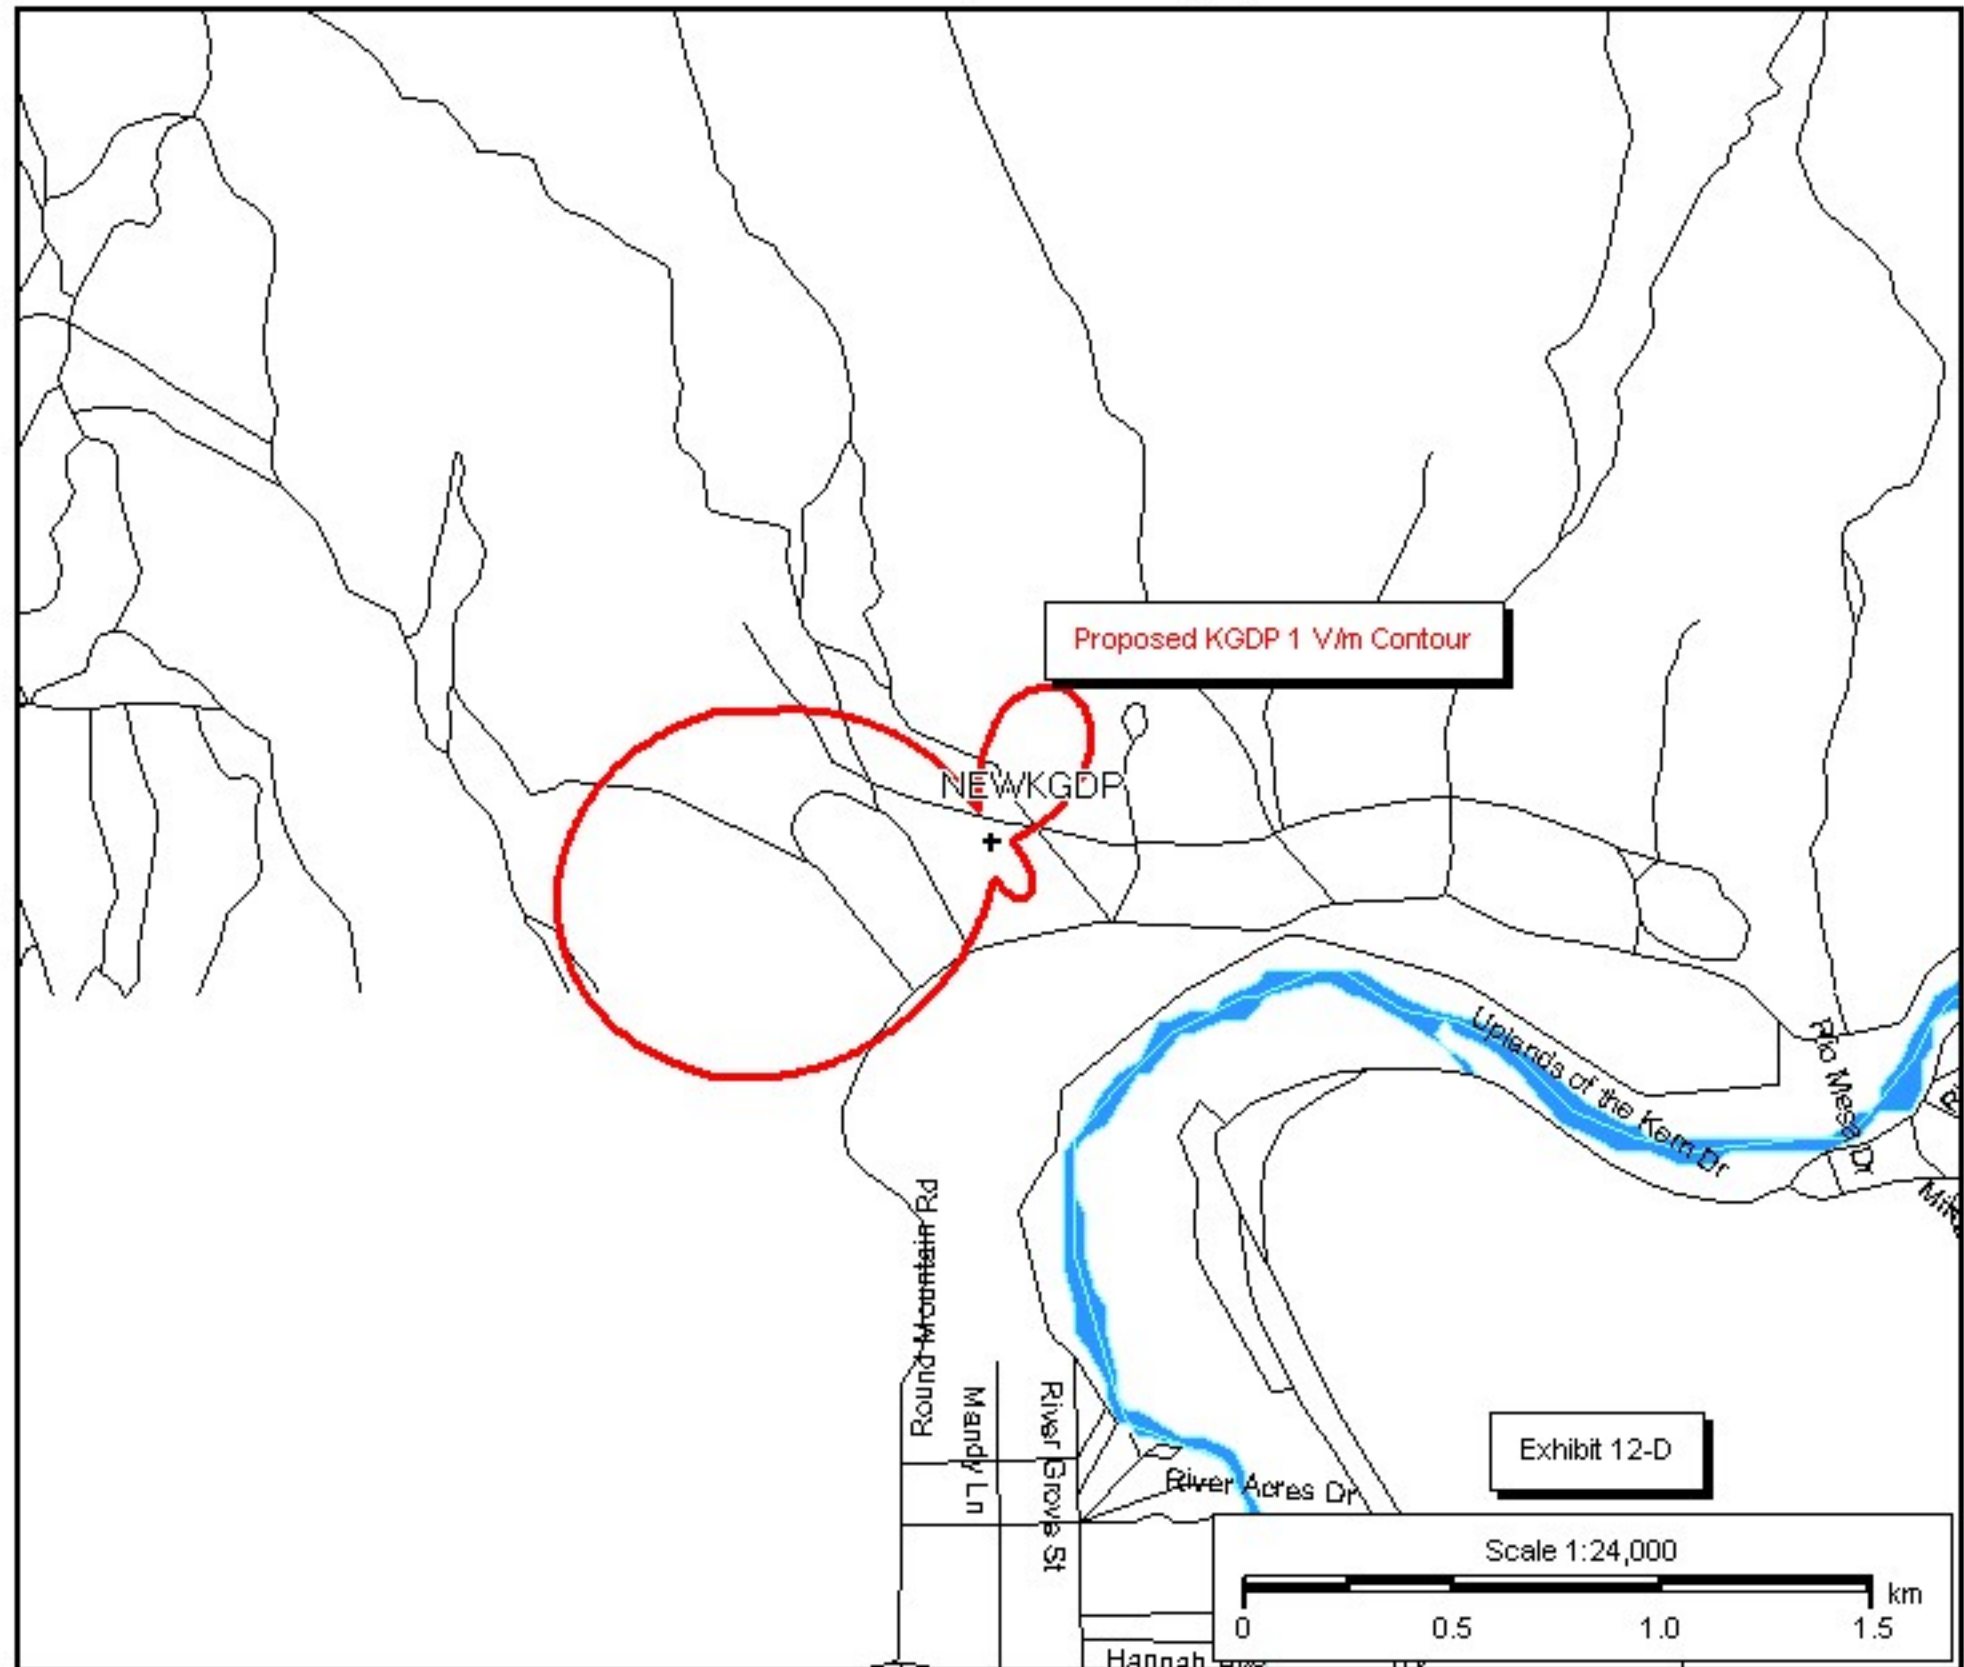 Proposed KGDP 1 V/m Contour
NEWKGDP
Uplands of the Kern Dr
Rio Mesa Dr
Round Mountain Rd
Mandy Ln
River Grove St
River Acres Dr
Exhibit 12-D
Scale 1:24,000
km
0 0.5 1.0 1.5
Hannah